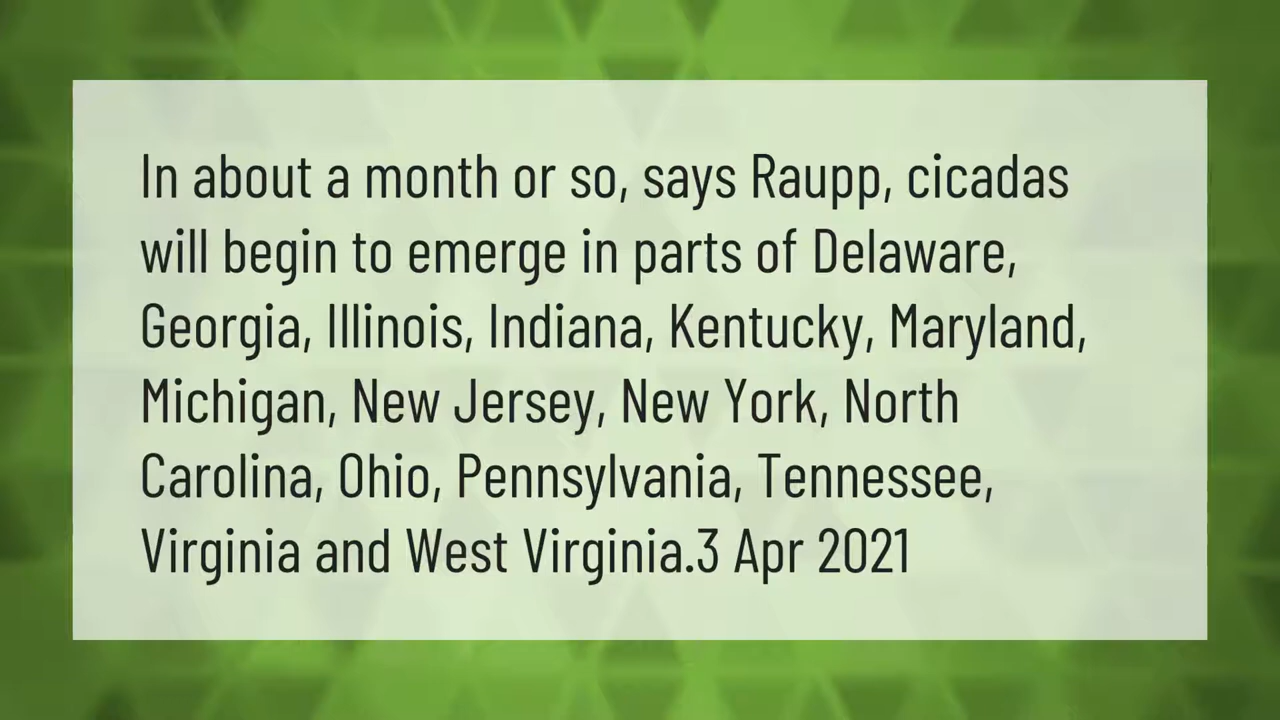 In about a month or so, says Raupp, cicadas
will begin to emerge in parts of Delaware,
Georgia, Illinois, Indiana, Kentucky, Maryland,
Michigan, New Jersey, New York, North
Carolina, Ohio, Pennsylvania, Tennessee,
Virginia and West Virginia.3 Apr 2021